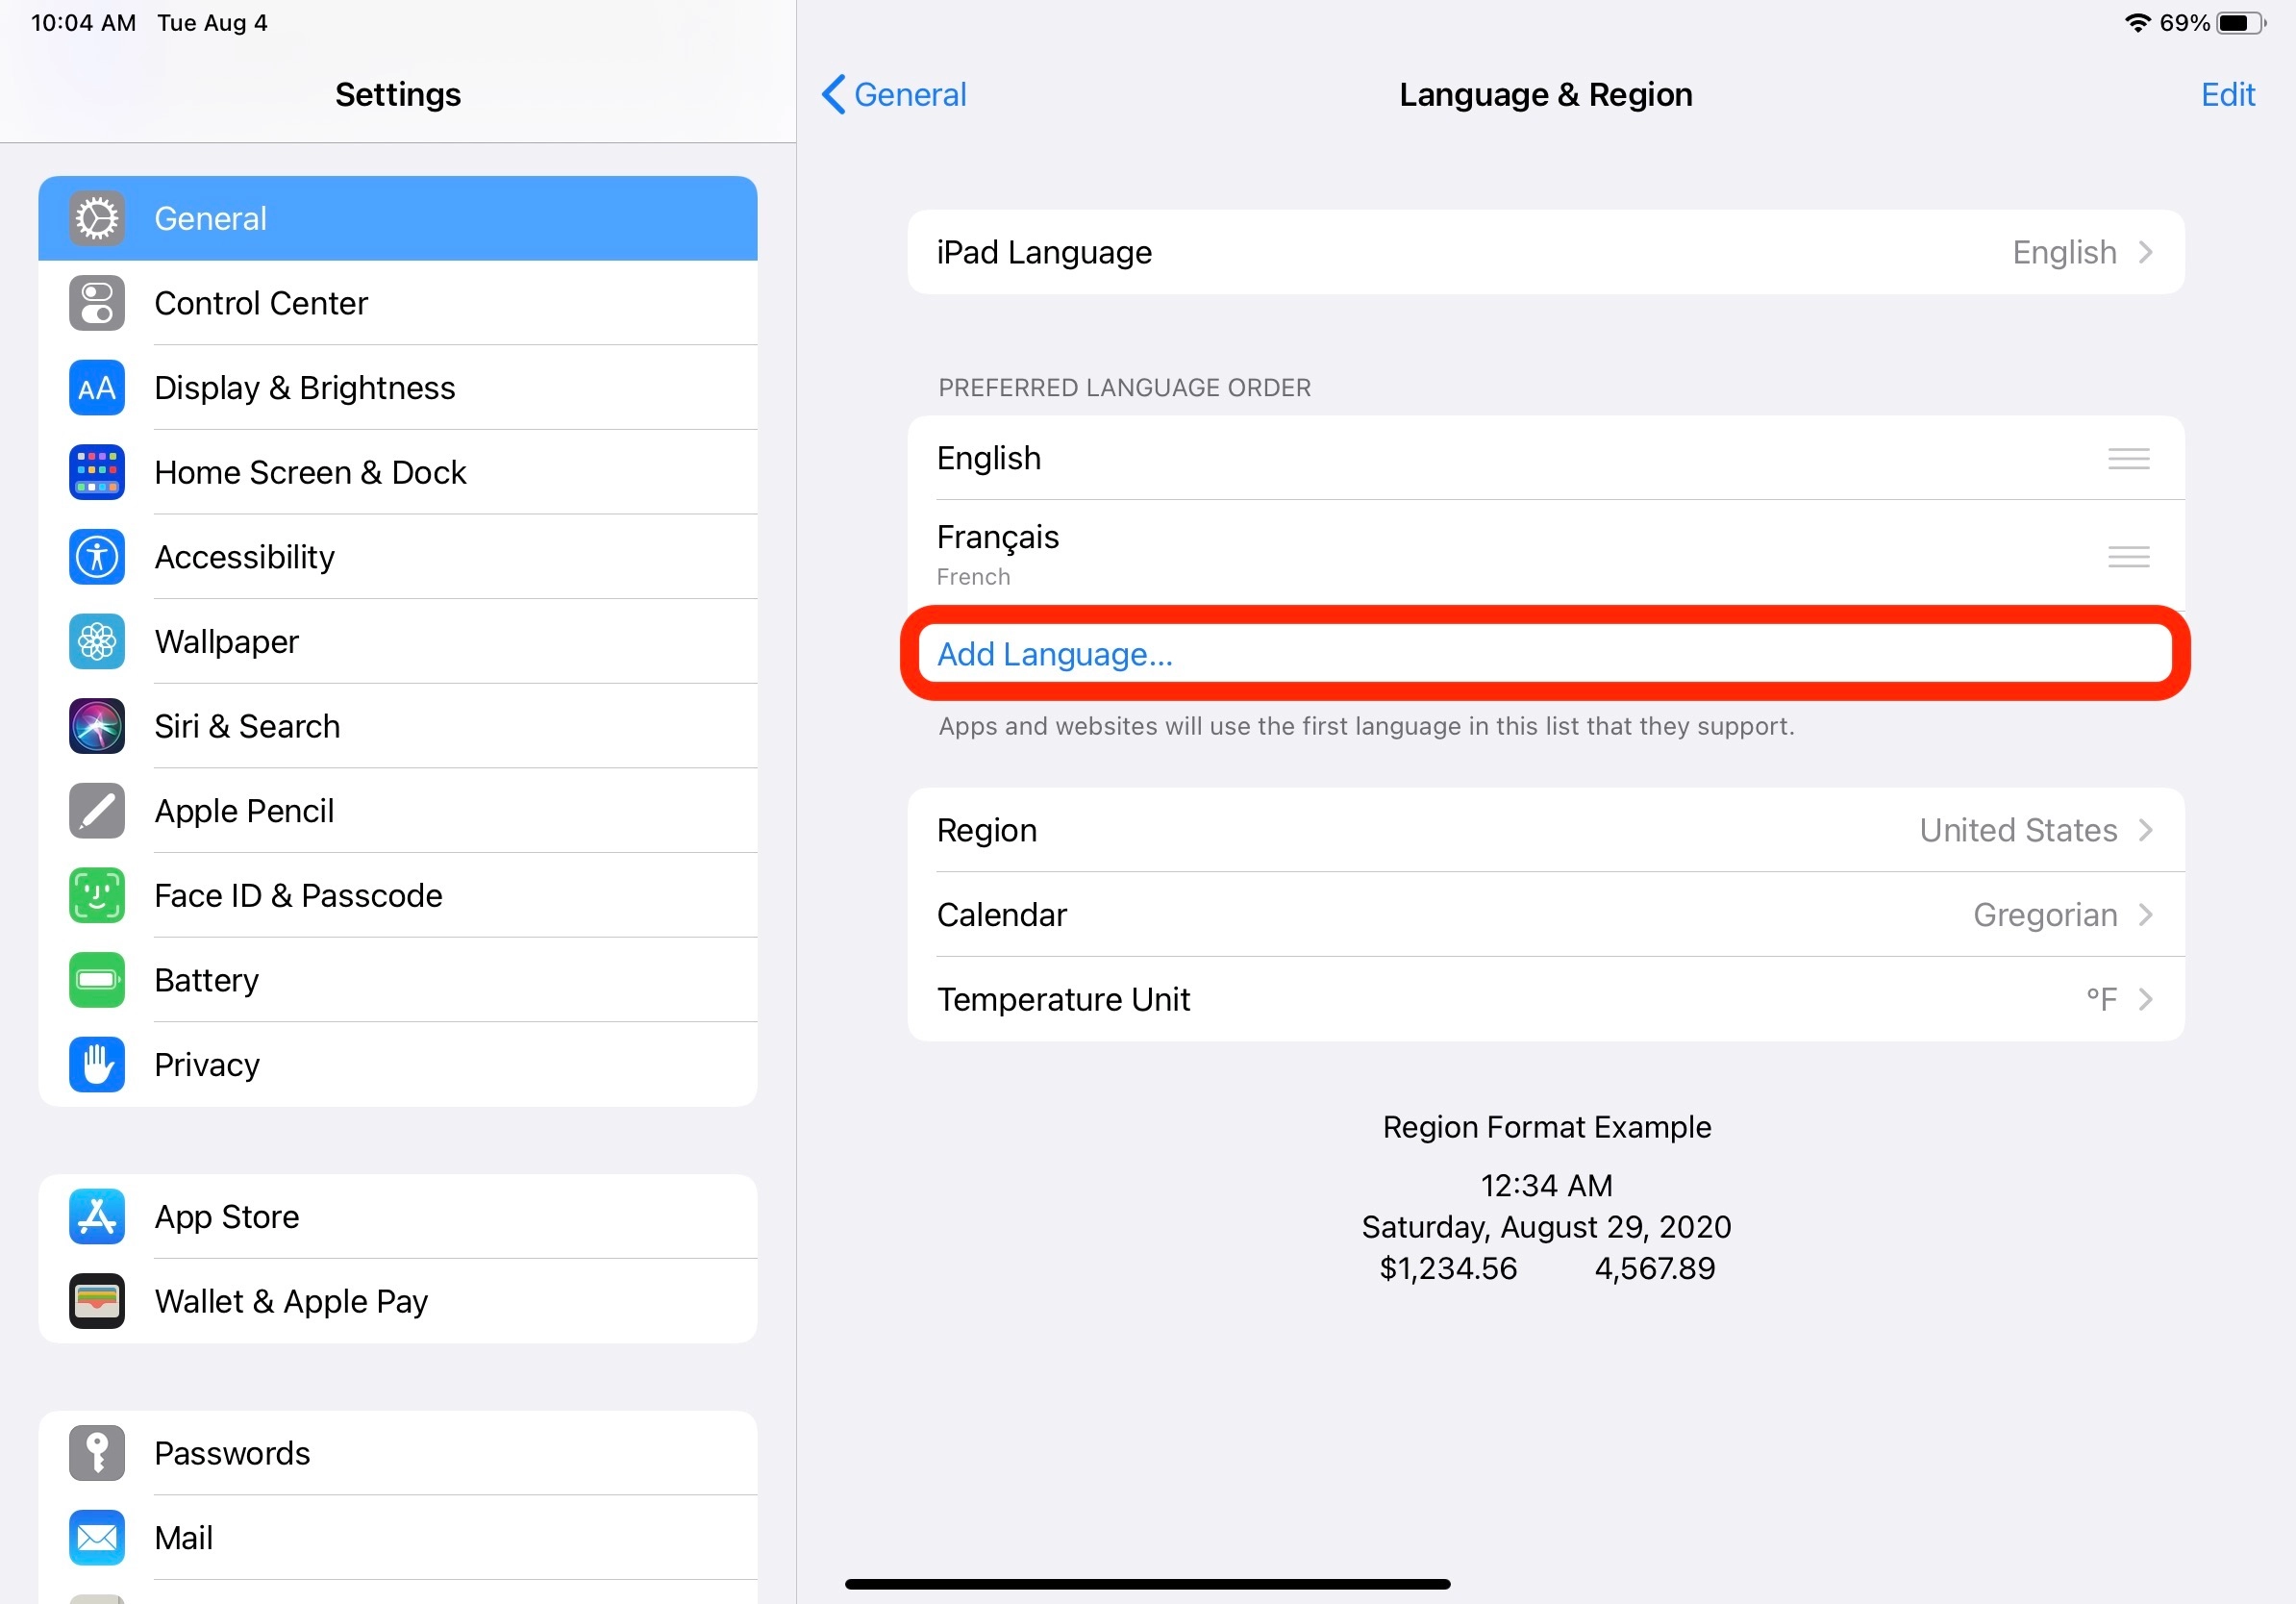 10:04 AM Tue Aug 4
69%
Settings
General
Control Center
AA
Display & Brightness
Home Screen & Dock
Accessibility
Wallpaper
Siri & Search
Apple Pencil
Face ID & Passcode
Battery
Privacy
App Store
Wallet & Apple Pay
Passwords
Mail
General
Language & Region
Edit
iPad Language English
PREFERRED LANGUAGE ORDER
English
Français
French
Add Language...
Apps and websites will use the first language in this list that they support.
Region United States
Calendar Gregorian
Temperature Unit °F
Region Format Example
12:34 AM
Saturday, August 29, 2020
$1,234.56 4,567.89